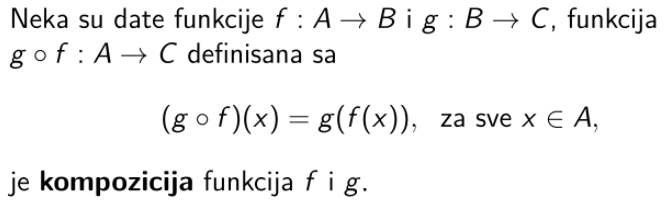 Neka su date funkcije f : A → B i g : B → C, funkcija
g ∘ f : A → C definisana sa
(g ∘ f)(x) = g(f(x)), za sve x ∈ A,
je kompozicija funkcija f i g.